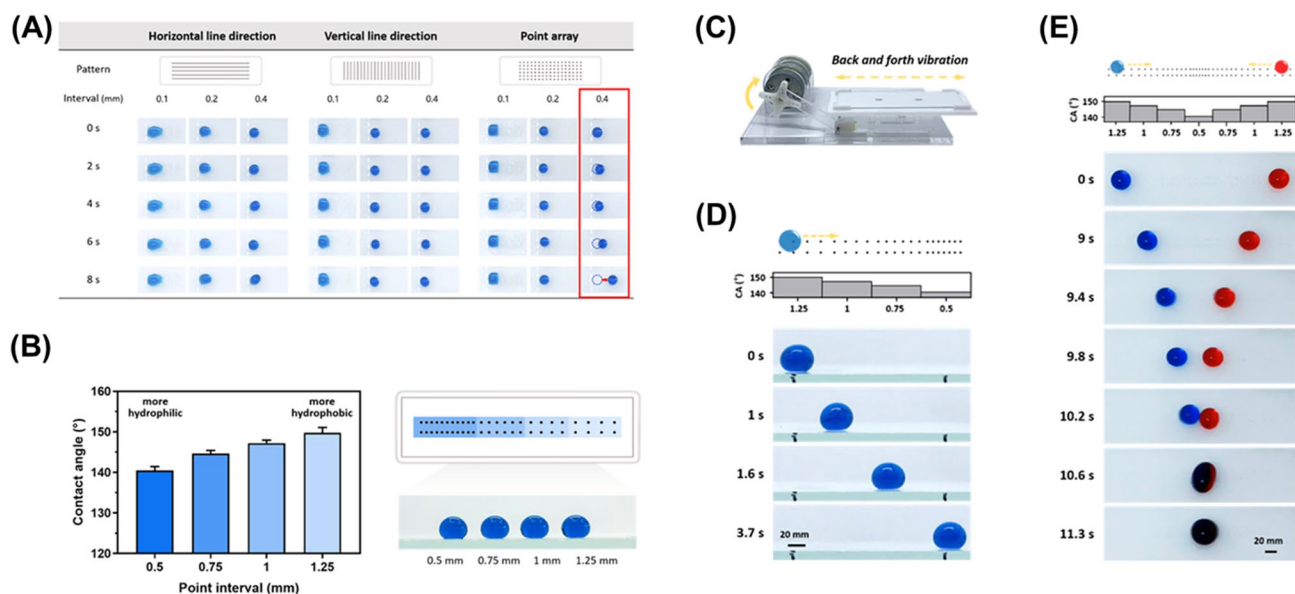 (A)
Horizontal line direction Vertical line direction Point array
Pattern
Interval (mm) 0.1 0.2 0.4 0.1 0.2 0.4 0.1 0.2 0.4
0 s
2 s
4 s
6 s
8 s
(B)
160
150
140
130
120
Contact angle (°)
more hydrophilic
more hydrophobic
0.5 0.75 1 1.25
Point interval (mm)
0.5 mm 0.75 mm 1 mm 1.25 mm
(C)
Back and forth vibration
(D)
CA (°)
150
140
1.25 1 0.75 0.5
0 s
1 s
1.6 s
3.7 s
20 mm
(E)
CA (°)
150
140
1.25 1 0.75 0.5 0.75 1 1.25
0 s
9 s
9.4 s
9.8 s
10.2 s
10.6 s
11.3 s
20 mm